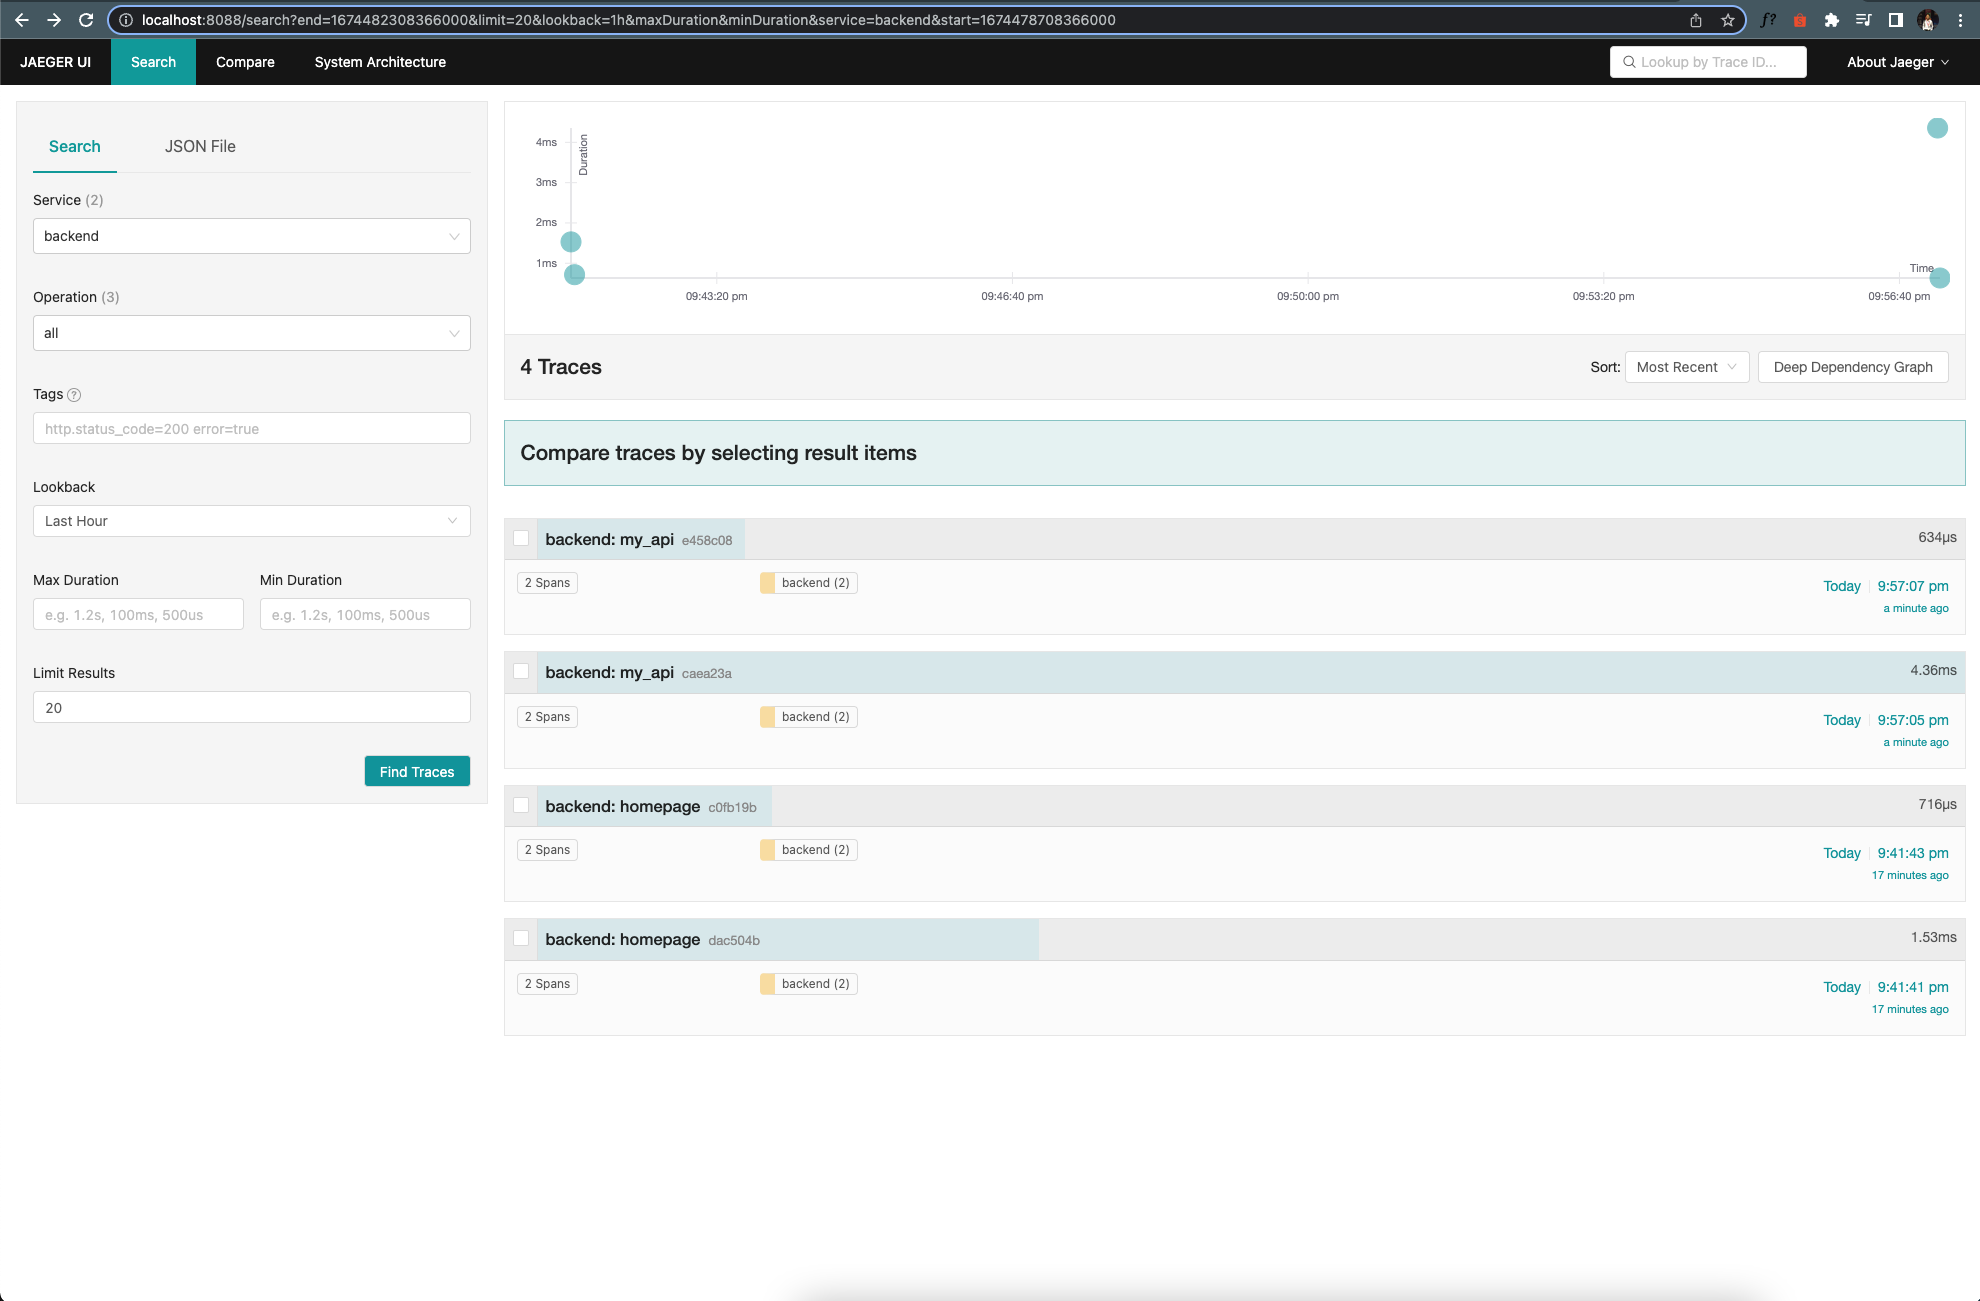 localhost:8088/search?end=1674482308366000&limit=20&lookback=1h&maxDuration&minDuration&service=backend&start=1674478708366000
f?
JAEGER UI
Search
Compare
System Architecture
Lookup by Trace ID...
About Jaeger
Search
JSON File
Service (2)
backend
Operation (3)
all
Tags ?
http.status_code=200 error=true
Lookback
Last Hour
Max Duration
Min Duration
e.g. 1.2s, 100ms, 500us
e.g. 1.2s, 100ms, 500us
Limit Results
20
Find Traces
Duration
4ms
3ms
2ms
1ms
Time
09:43:20 pm
09:46:40 pm
09:50:00 pm
09:53:20 pm
09:56:40 pm
4 Traces
Sort: Most Recent
Deep Dependency Graph
Compare traces by selecting result items
backend: my_api e458c08
634μs
2 Spans
backend (2)
Today 9:57:07 pm
a minute ago
backend: my_api caea23a
4.36ms
2 Spans
backend (2)
Today 9:57:05 pm
a minute ago
backend: homepage c0fb19b
716μs
2 Spans
backend (2)
Today 9:41:43 pm
17 minutes ago
backend: homepage dac504b
1.53ms
2 Spans
backend (2)
Today 9:41:41 pm
17 minutes ago